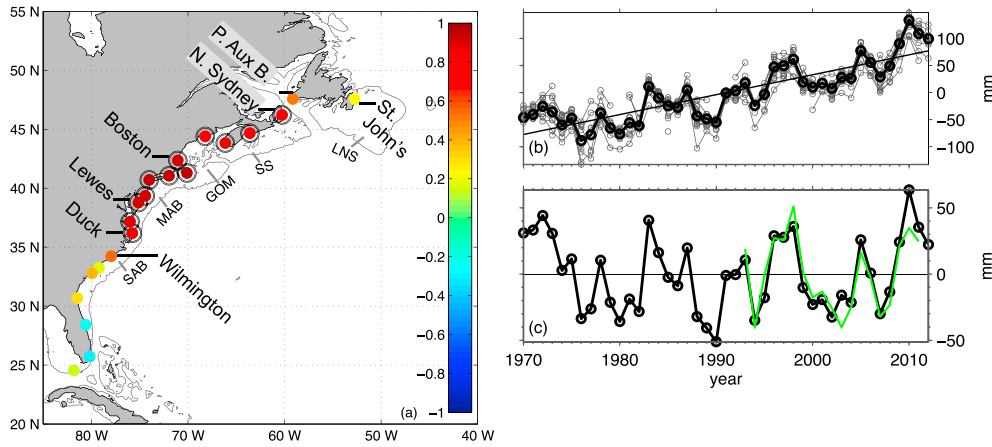 55 N
50 N
45 N
40 N
35 N
30 N
25 N
20 N
80 W
70 W
60 W
50 W
40 W
P. Aux B
N. Sydney
St. John's
Boston
Lewes
Duck
Wilmington
LNS
SS
GOM
MAB
SAB
(a)
1
0.8
0.6
0.4
0.2
0
−0.2
−0.4
−0.6
−0.8
−1
100
50
0
−50
−100
mm
(b)
50
0
−50
mm
(c)
1970
1980
1990
2000
2010
year